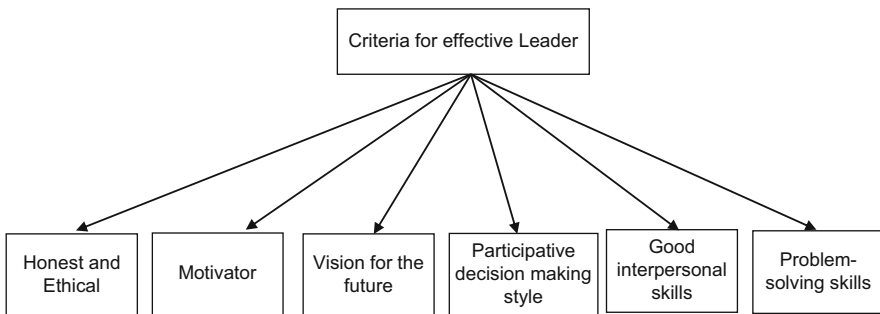 Criteria for effective Leader
Honest and
Ethical
Motivator
Vision for the
future
Participative
decision making
style
Good
interpersonal
skills
Problem-
solving skills